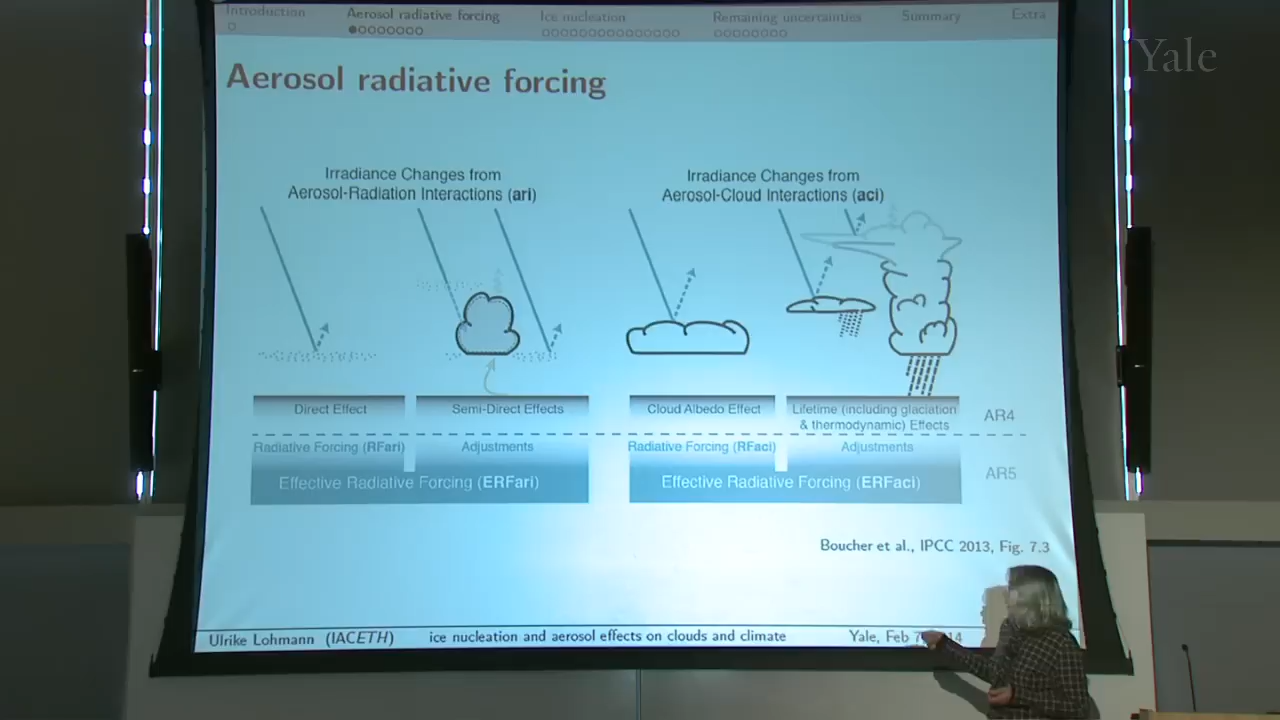 Introduction
Aerosol radiative forcing
Ice nucleation
Remaining uncertainties
Summary
Extra
Yale
Aerosol radiative forcing
Irradiance Changes from
Aerosol-Radiation Interactions (ari)
Irradiance Changes from
Aerosol-Cloud Interactions (aci)
Direct Effect
Semi-Direct Effects
Cloud Albedo Effect
Lifetime (including glaciation
& thermodynamic) Effects
AR4
Radiative Forcing (RFari)
Adjustments
Radiative Forcing (RFaci)
Adjustments
Effective Radiative Forcing (ERFari)
Effective Radiative Forcing (ERFaci)
AR5
Boucher et al., IPCC 2013, Fig. 7.3
Ulrike Lohmann (IACETH)
ice nucleation and aerosol effects on clouds and climate
Yale, Feb